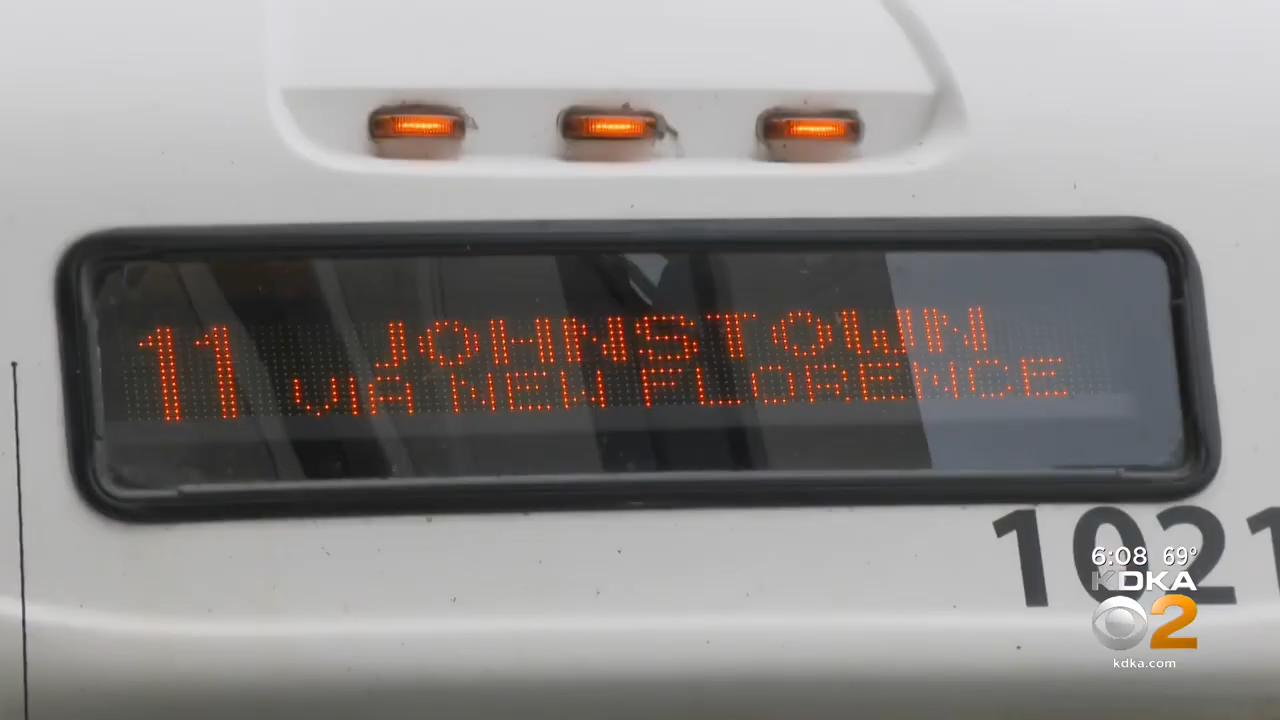 11 JOHNSTOWN
VIA NEW FLORENCE
1021
6:08 69°
KDKA
2
kdka.com